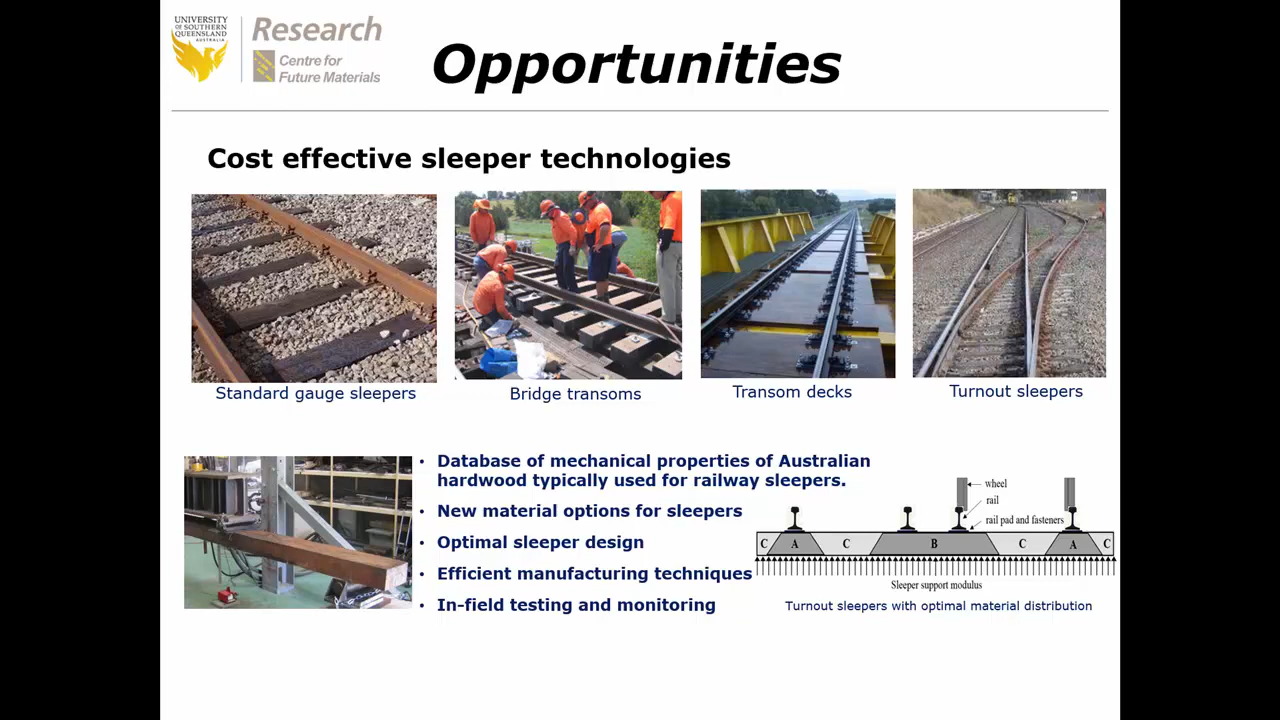 UNIVERSITY
OF SOUTHERN
QUEENSLAND
AUSTRALIA
Research
Centre for
Future Materials
Opportunities
Cost effective sleeper technologies
Standard gauge sleepers
Bridge transoms
Transom decks
Turnout sleepers
• Database of mechanical properties of Australian
hardwood typically used for railway sleepers.
• New material options for sleepers
• Optimal sleeper design
• Efficient manufacturing techniques
• In-field testing and monitoring
wheel
rail
rail pad and fasteners
C A C B C A C
Sleeper support modulus
Turnout sleepers with optimal material distribution